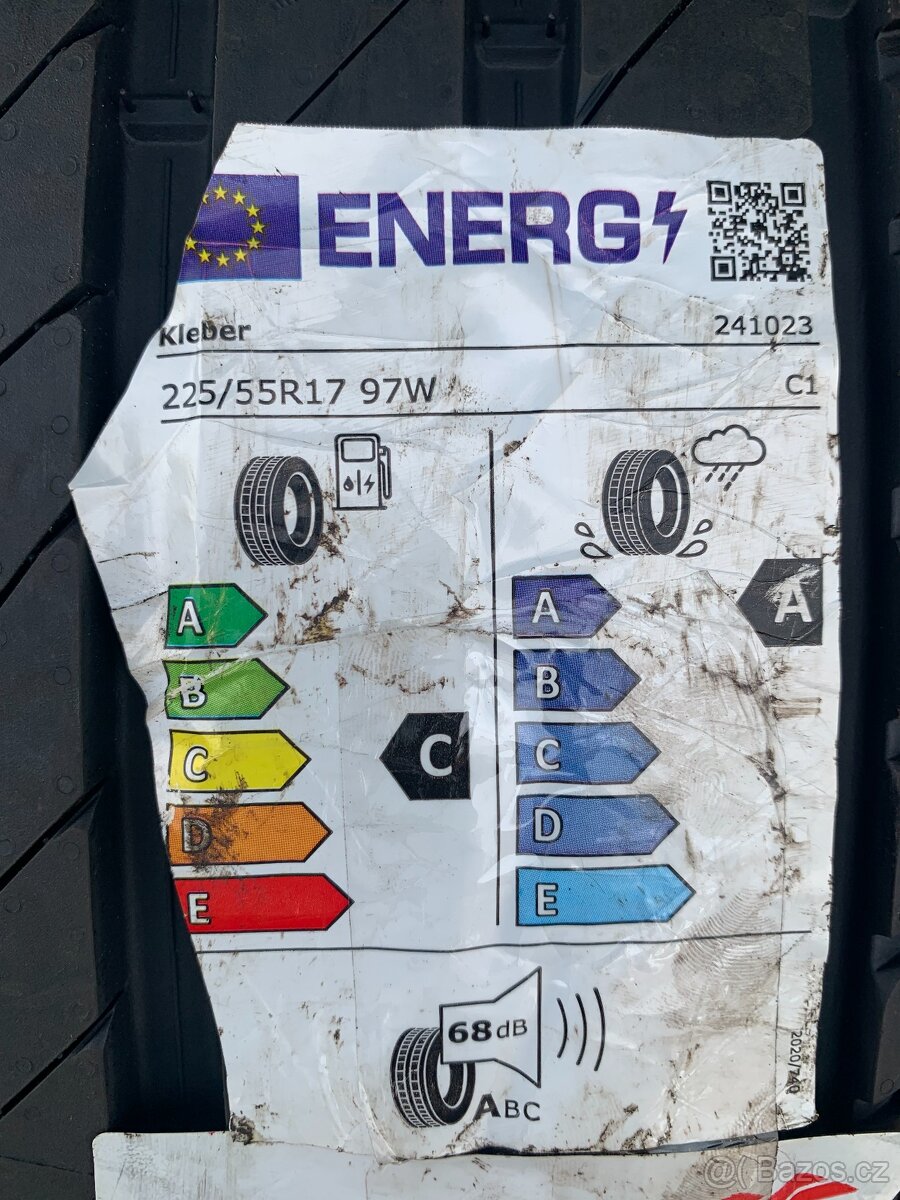 ENERG
Kleber 241023
225/55R17 97W C1
A A A
B B
C C C
D D
E E
68dB
ABC
2020/740
@( Bazos.cz